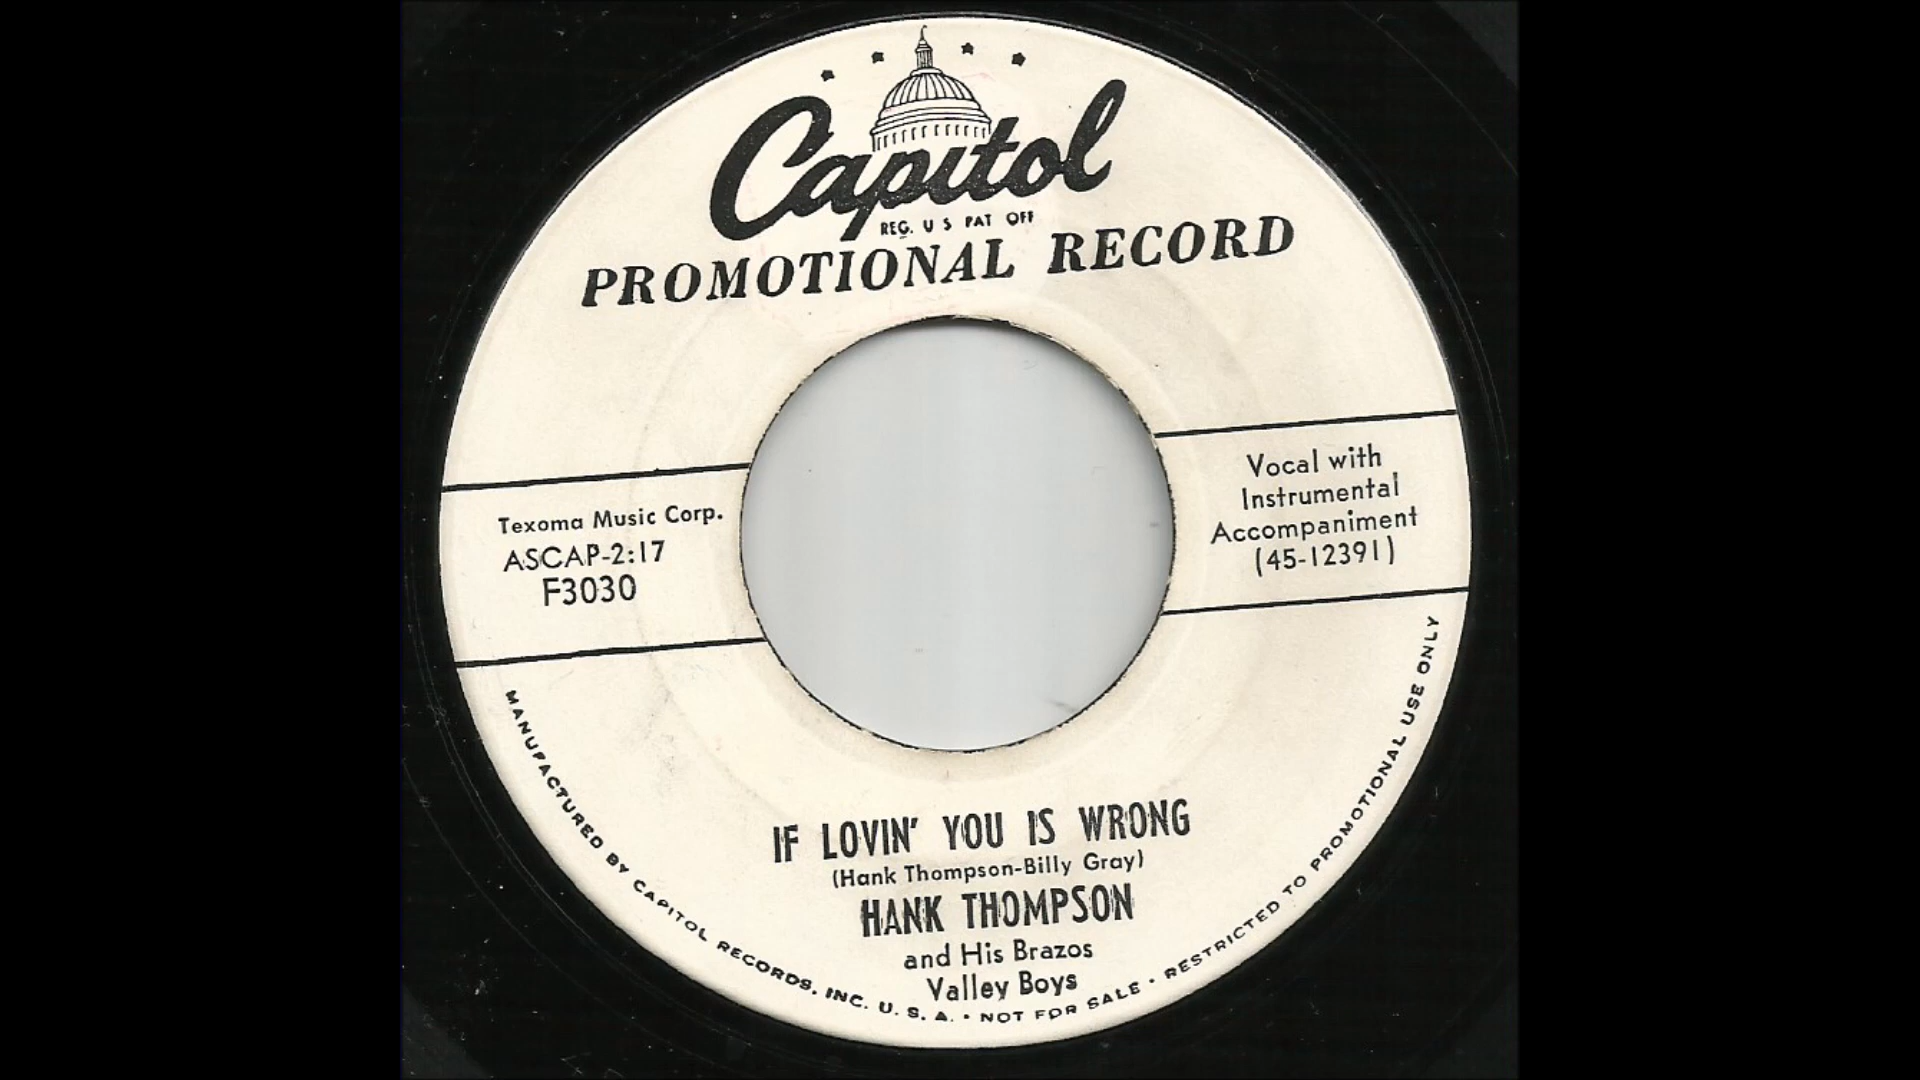 Capitol
REG. U S PAT OFF
PROMOTIONAL RECORD
Texoma Music Corp.
ASCAP-2:17
F3030
Vocal with
Instrumental
Accompaniment
(45-12391)
IF LOVIN' YOU IS WRONG
(Hank Thompson-Billy Gray)
HANK THOMPSON
and His Brazos
Valley Boys
MANUFACTURED BY CAPITOL RECORDS, INC. U. S. A. • NOT FOR SALE • RESTRICTED TO PROMOTIONAL USE ONLY